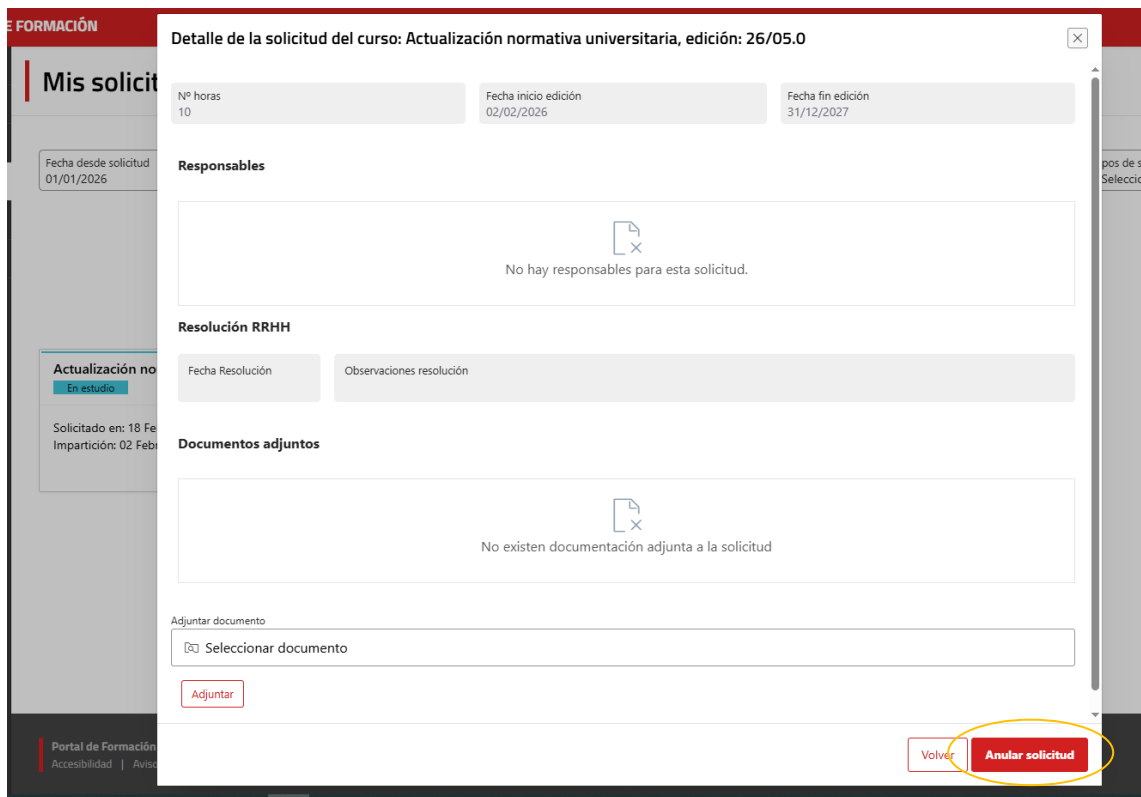 E FORMACIÓN
Detalle de la solicitud del curso: Actualización normativa universitaria, edición: 26/05.0
Mis solicit
Nº horas
10
Fecha inicio edición
02/02/2026
Fecha fin edición
31/12/2027
Fecha desde solicitud
01/01/2026
pos de s
Seleccio
Responsables
No hay responsables para esta solicitud.
Resolución RRHH
Actualización no
En estudio
Fecha Resolución
Observaciones resolución
Solicitado en: 18 Fe
Impartición: 02 Febr
Documentos adjuntos
No existen documentación adjunta a la solicitud
Adjuntar documento
Seleccionar documento
Adjuntar
Portal de Formación
Accesibilidad | Aviso
Volver
Anular solicitud